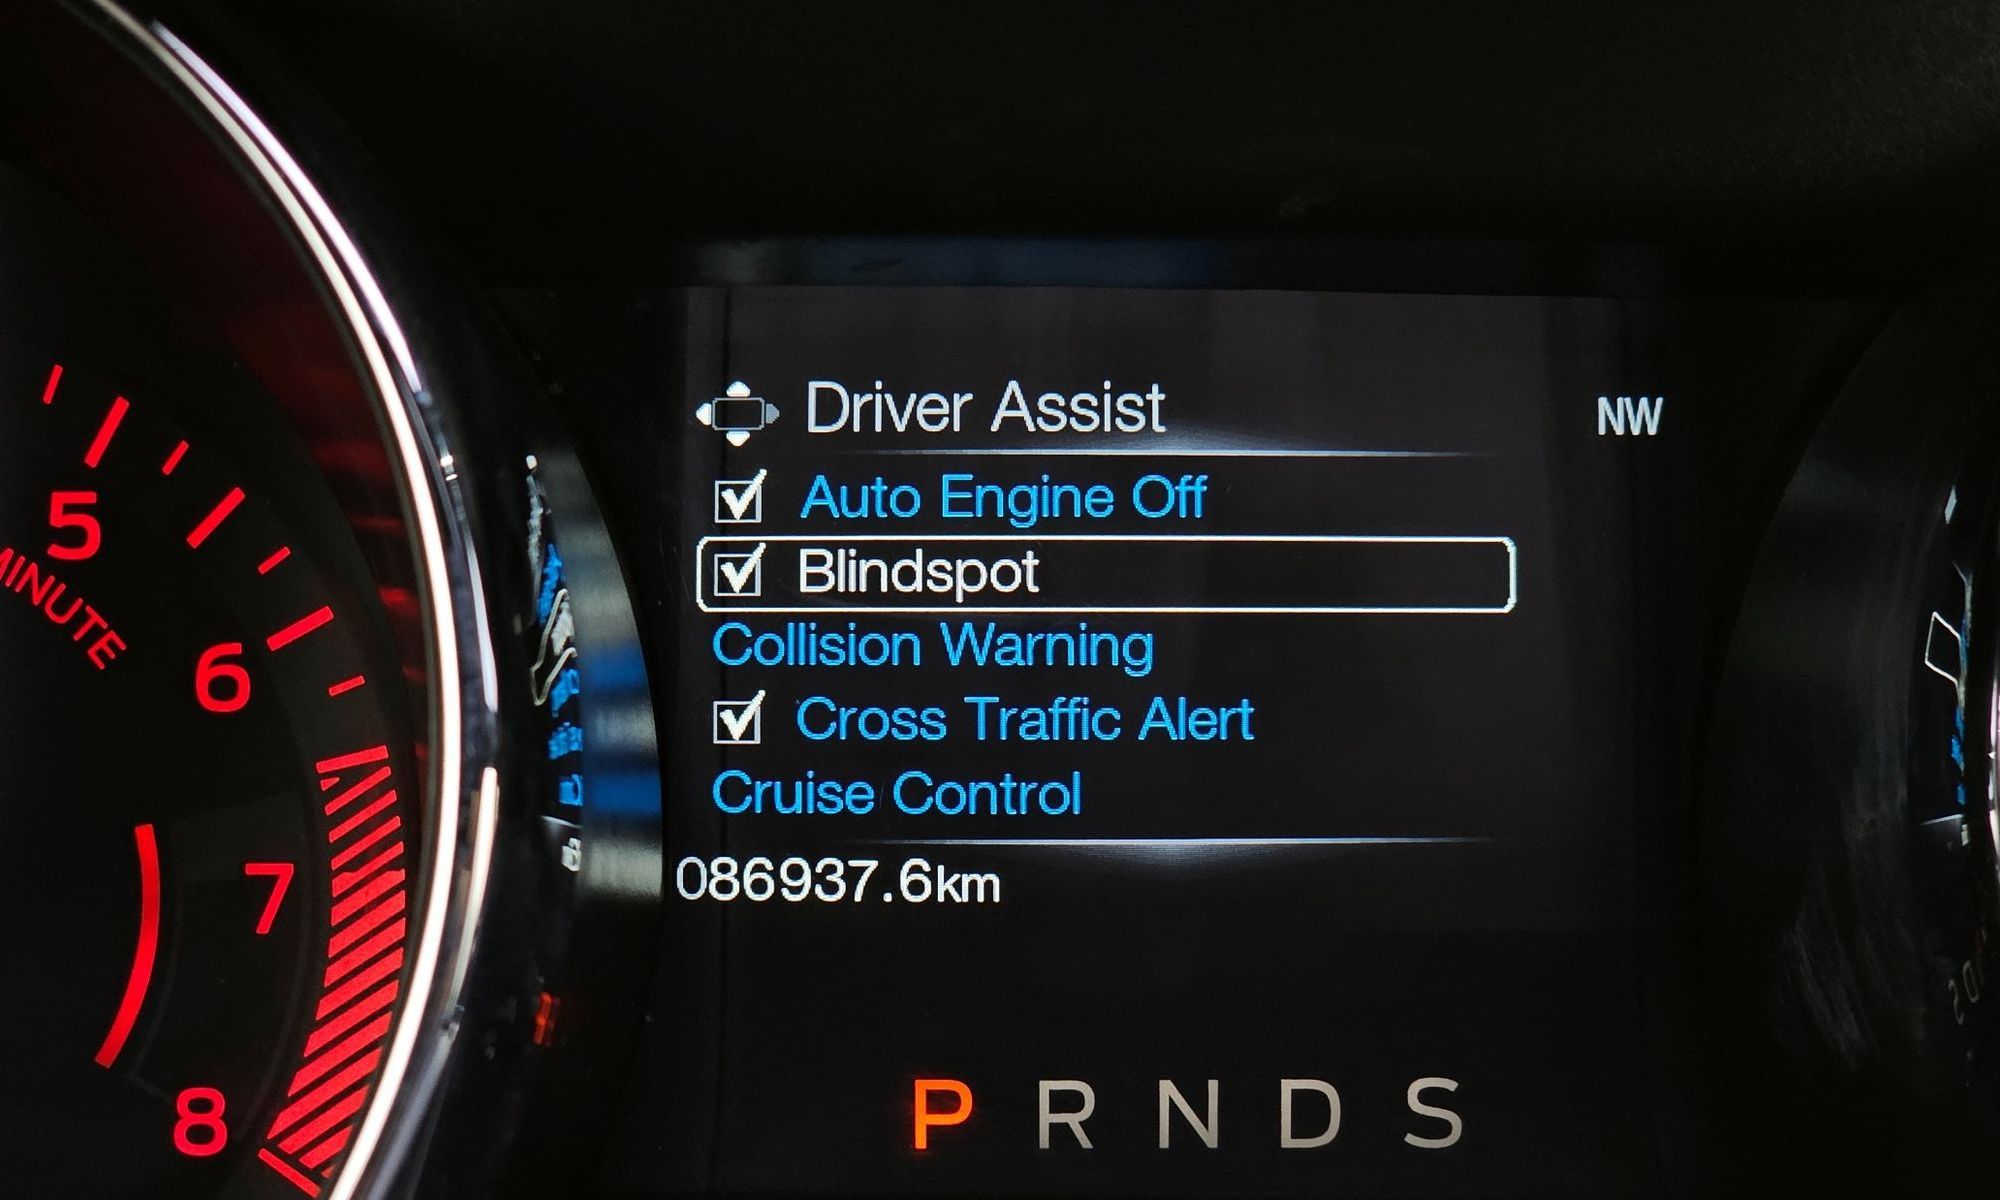 Driver Assist
NW
Auto Engine Off
Blindspot
Collision Warning
Cross Traffic Alert
Cruise Control
086937.6km
P R N D S
5
MINUTE
6
7
8